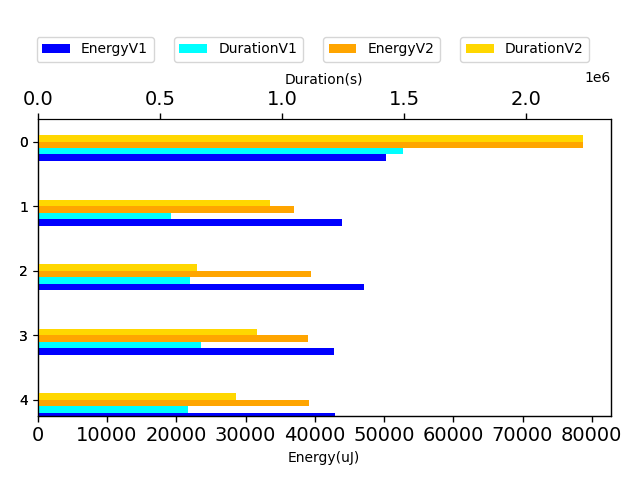 EnergyV1 DurationV1 EnergyV2 DurationV2
Duration(s)
1e6
0.0 0.5 1.0 1.5 2.0
0
1
2
3
4
0 10000 20000 30000 40000 50000 60000 70000 80000
Energy(uJ)